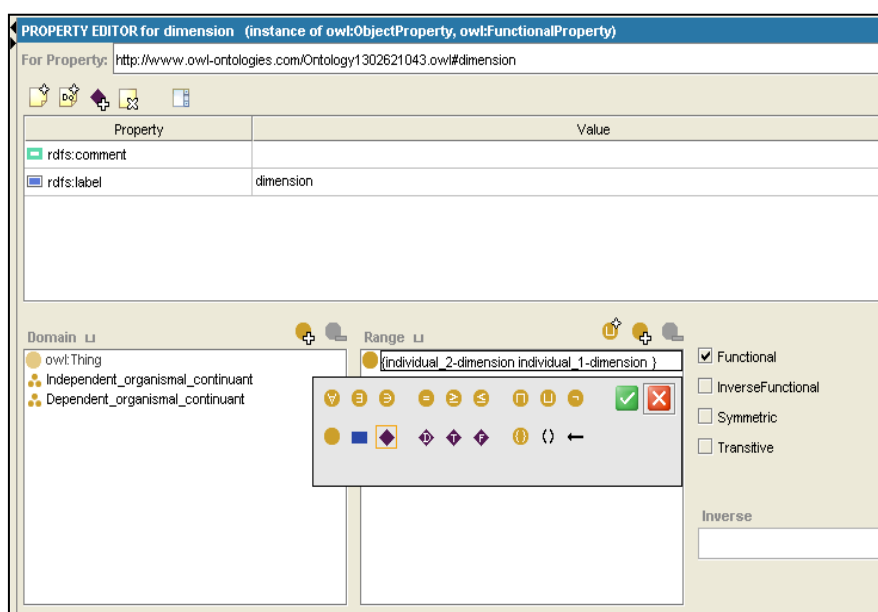 PROPERTY EDITOR for dimension (instance of owl:ObjectProperty, owl:FunctionalProperty)
For Property: http://www.owl-ontologies.com/Ontology1302621043.owl#dimension
Property Value
rdfs:comment
rdfs:label dimension
Domain ⊔ Range ⊔
owl:Thing {individual_2-dimension individual_1-dimension }
Independent_organismal_continuant
Dependent_organismal_continuant
∀ ∃ ∋ = ≥ ≤ ⊓ ⊔ ¬
D T F {} () ←
Functional
InverseFunctional
Symmetric
Transitive
Inverse